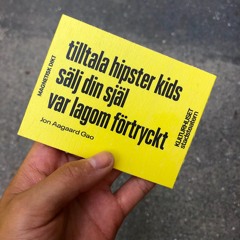 MAGNETISK DIKT
tilltala hipster kids
sälj din själ
var lagom förtryckt
Jon Aagaard Gao
KULTURHUSET
stadsteatern